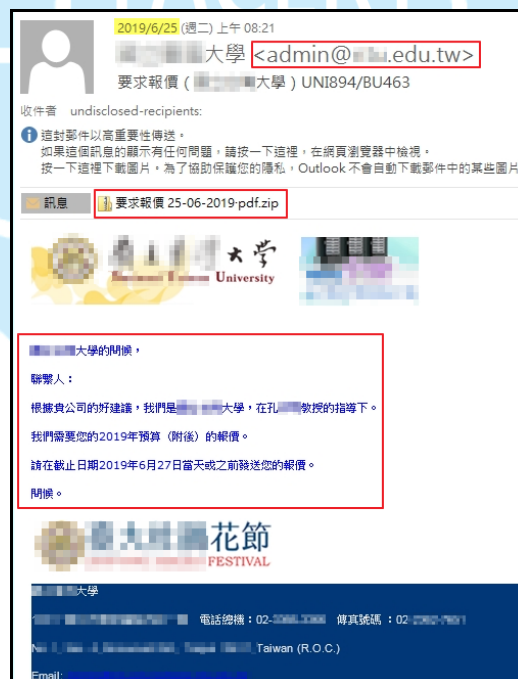 2019/6/25 (週二) 上午 08:21
大學 <admin@ .edu.tw>
要求報價 ( 大學 ) UNI894/BU463
收件者 undisclosed-recipients:
這封郵件以高重要性傳送。
如果這個訊息的顯示有任何問題，請按一下這裡，在網頁瀏覽器中檢視。
按一下這裡下載圖片。為了協助保護您的隱私，Outlook 不會自動下載郵件中的某些圖片
訊息 要求報價 25-06-2019·pdf.zip
大学
University
大學的問候，
聯繫人：
根據貴公司的好建議，我們是 大學，在孔 教授的指導下。
我們需要您的2019年預算（附後）的報價。
請在截止日期2019年6月27日當天或之前發送您的報價。
問候。
花節
FESTIVAL
大學
電話總機：02- 傳真號碼：02-
Taiwan (R.O.C.)
Email: